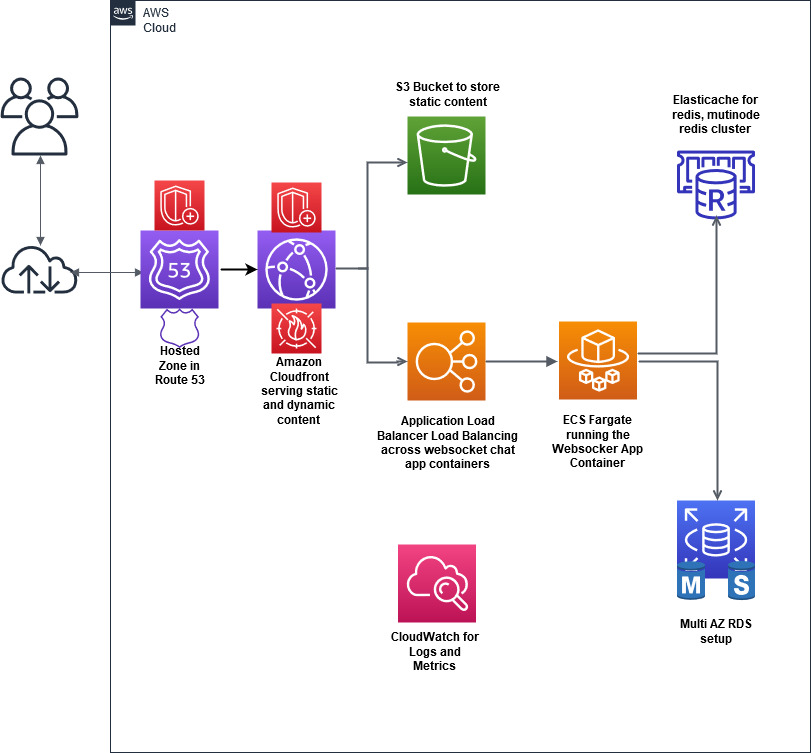 aws
AWS
Cloud
S3 Bucket to store
static content
Elasticache for
redis, mutinode
redis cluster
R
53
Hosted
Zone in
Route 53
Amazon
Cloudfront
serving static
and dynamic
content
Application Load
Balancer Load Balancing
across websocket chat
app containers
ECS Fargate
running the
Websocker App
Container
M
S
Multi AZ RDS
setup
CloudWatch for
Logs and
Metrics